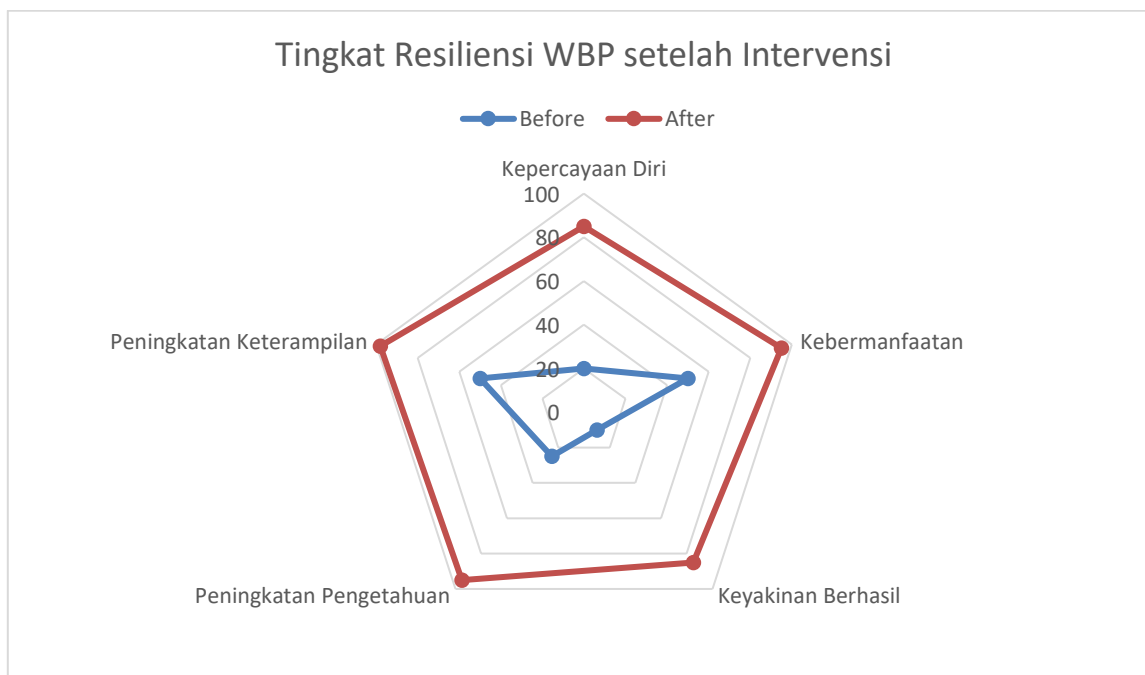 Tingkat Resiliensi WBP setelah Intervensi
Before After
Kepercayaan Diri
100
80
60
40
20
0
Peningkatan Keterampilan
Kebermanfaatan
Peningkatan Pengetahuan
Keyakinan Berhasil